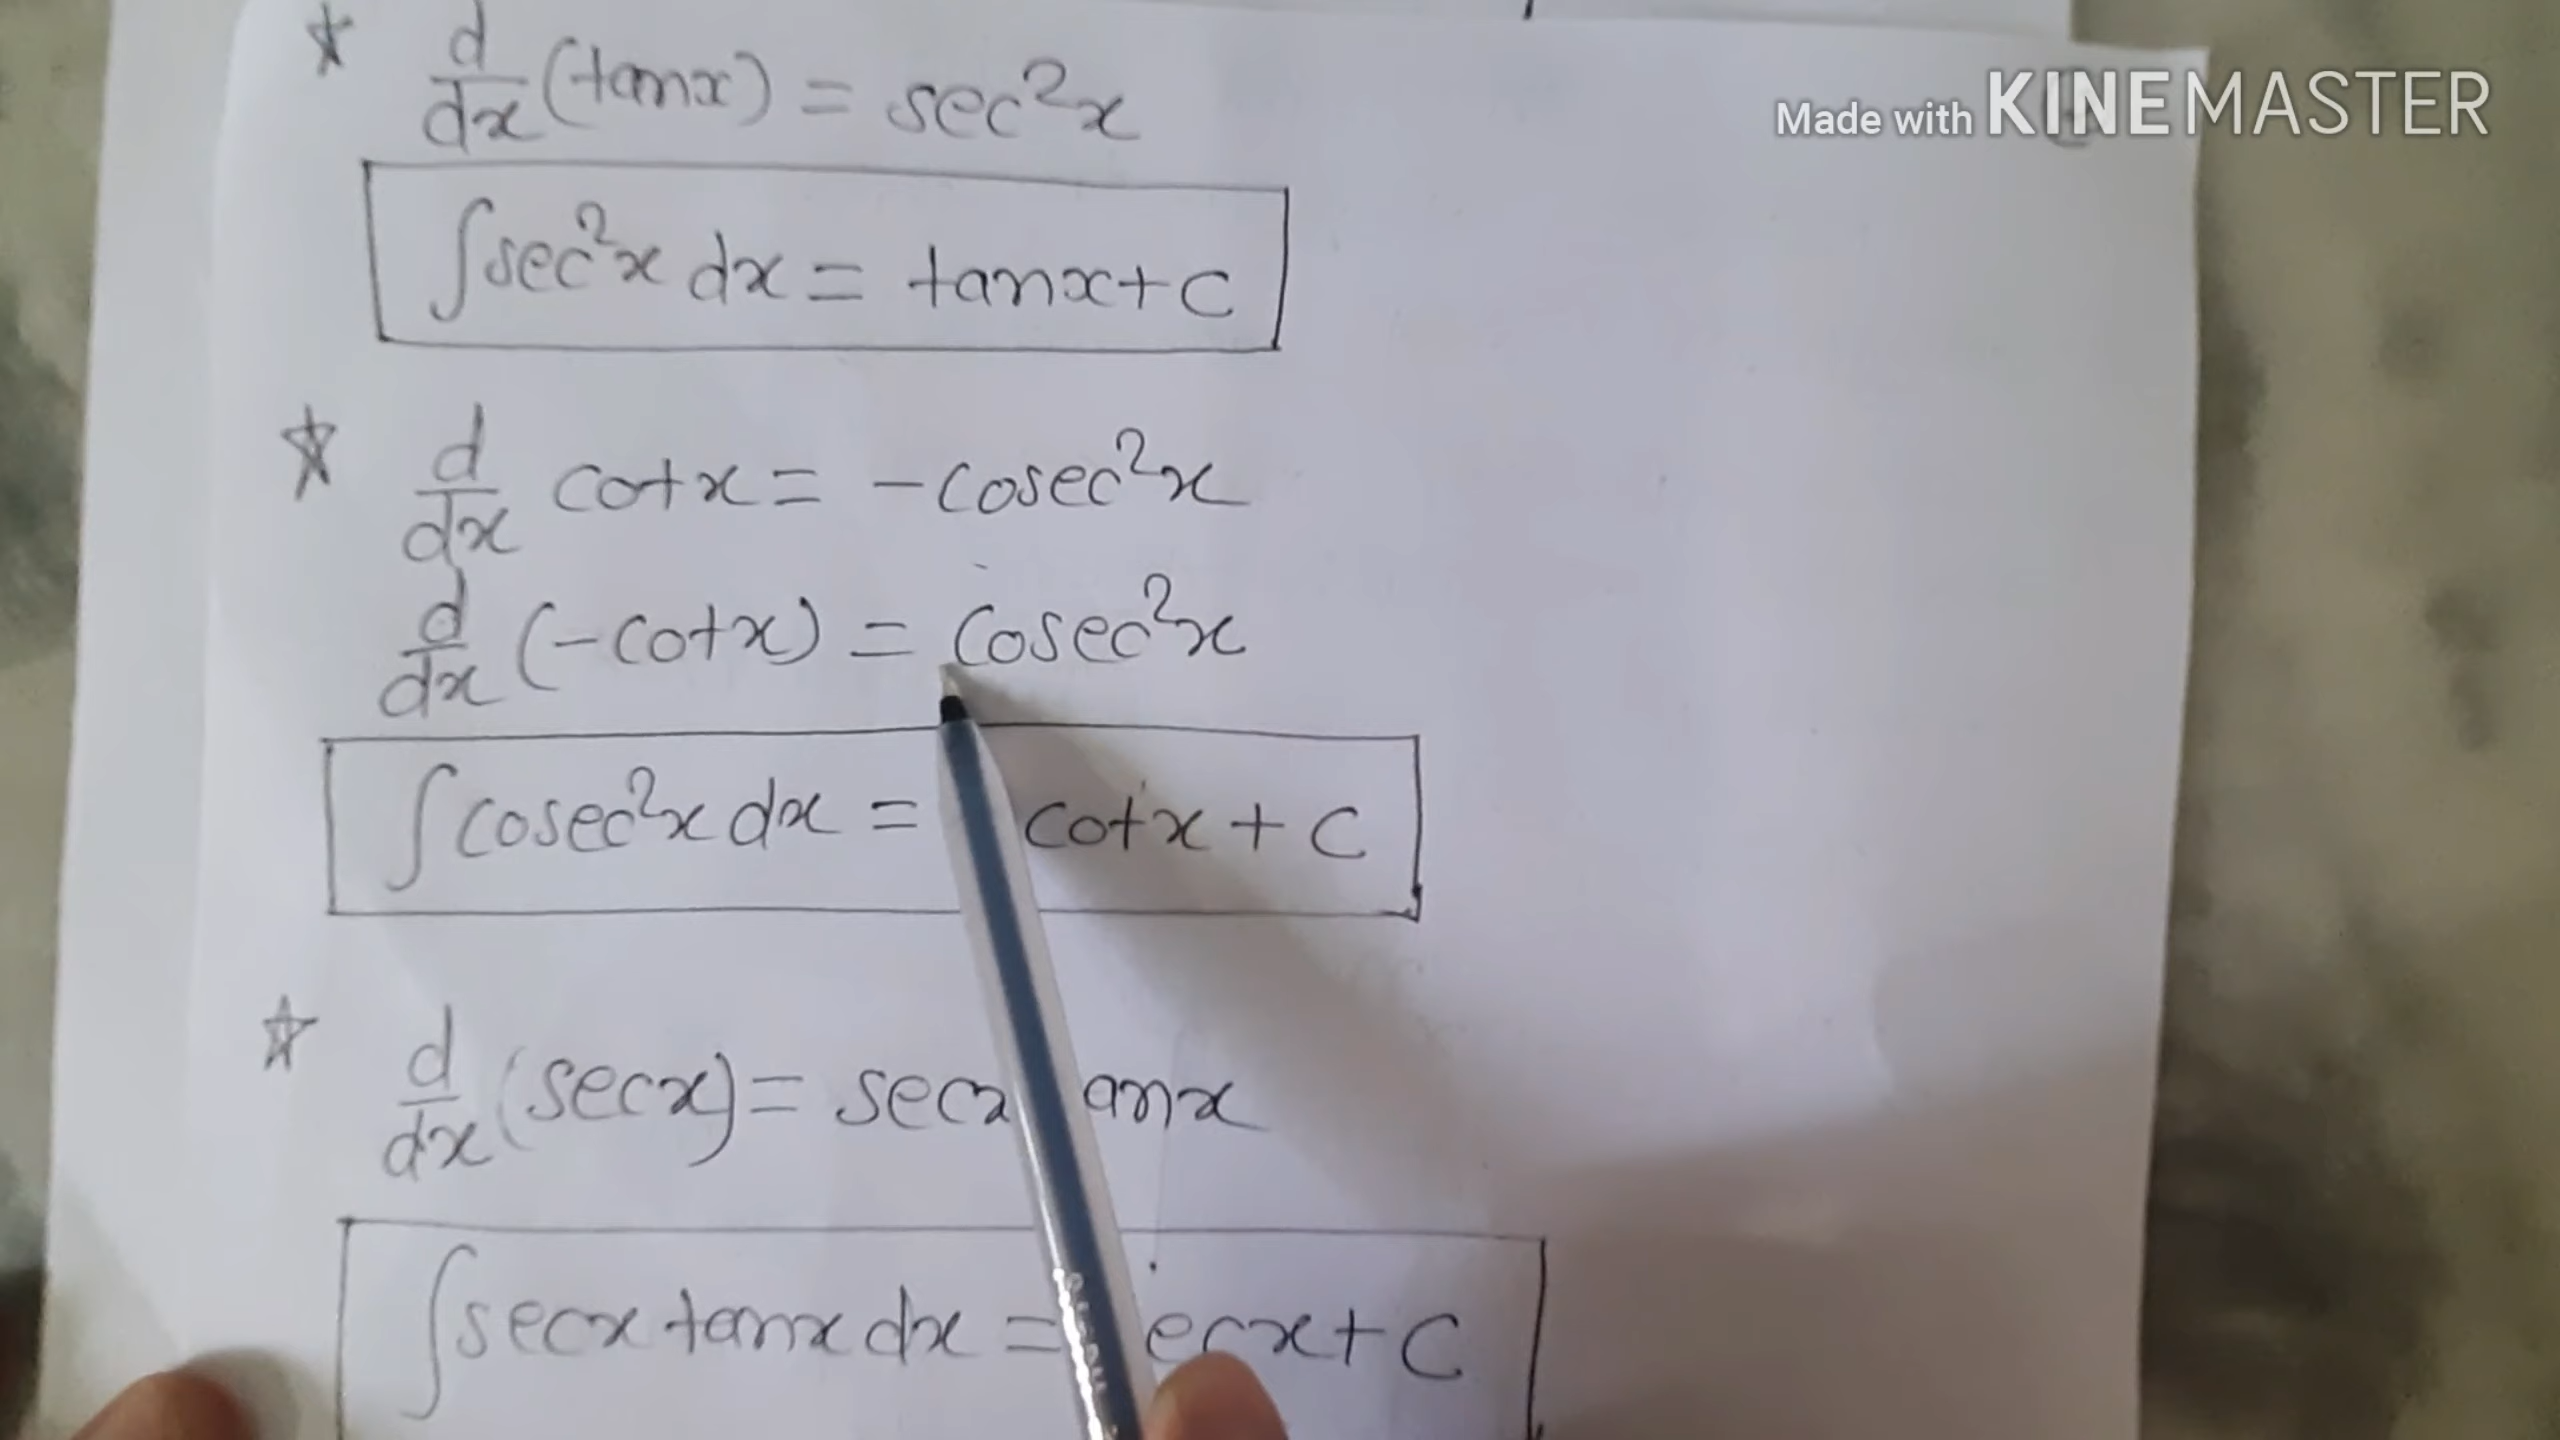 * d/dx (tanx) = sec²x
Made with KINEMASTER
∫sec²x dx = tanx + c
* d/dx cotx = -cosec²x
d/dx (-cotx) = cosec²x
∫cosec²x dx = cotx + c
* d/dx (secx) = secx anx
∫secx tanx dx = ecx + c